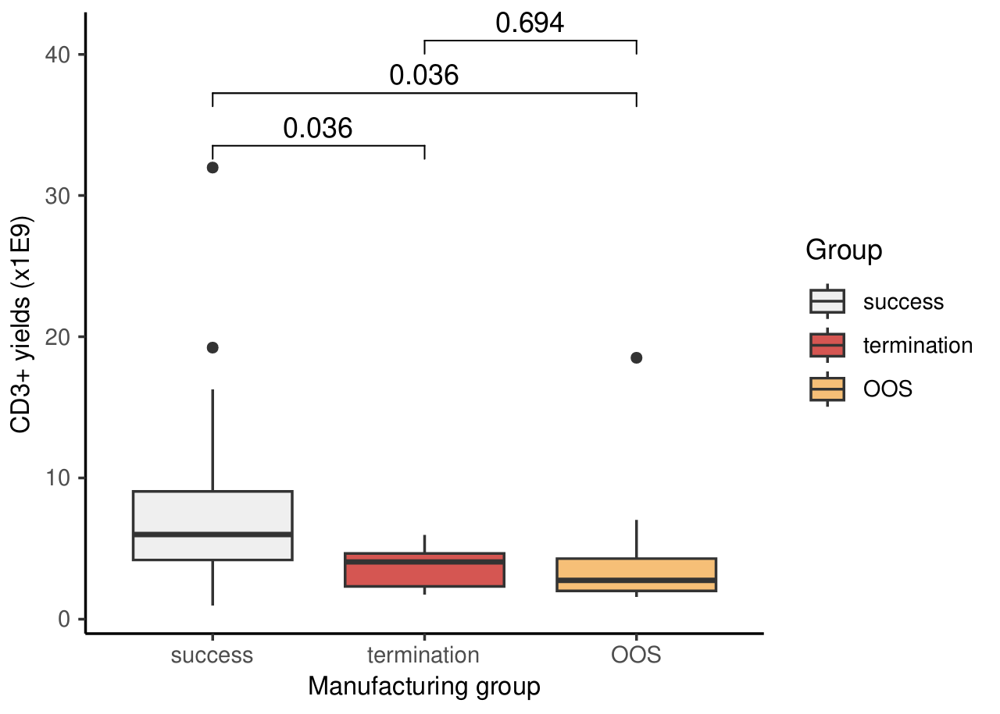 0.694
40
0.036
0.036
30
20
10
0
CD3+ yields (x1E9)
success
termination
OOS
Manufacturing group
Group
success
termination
OOS